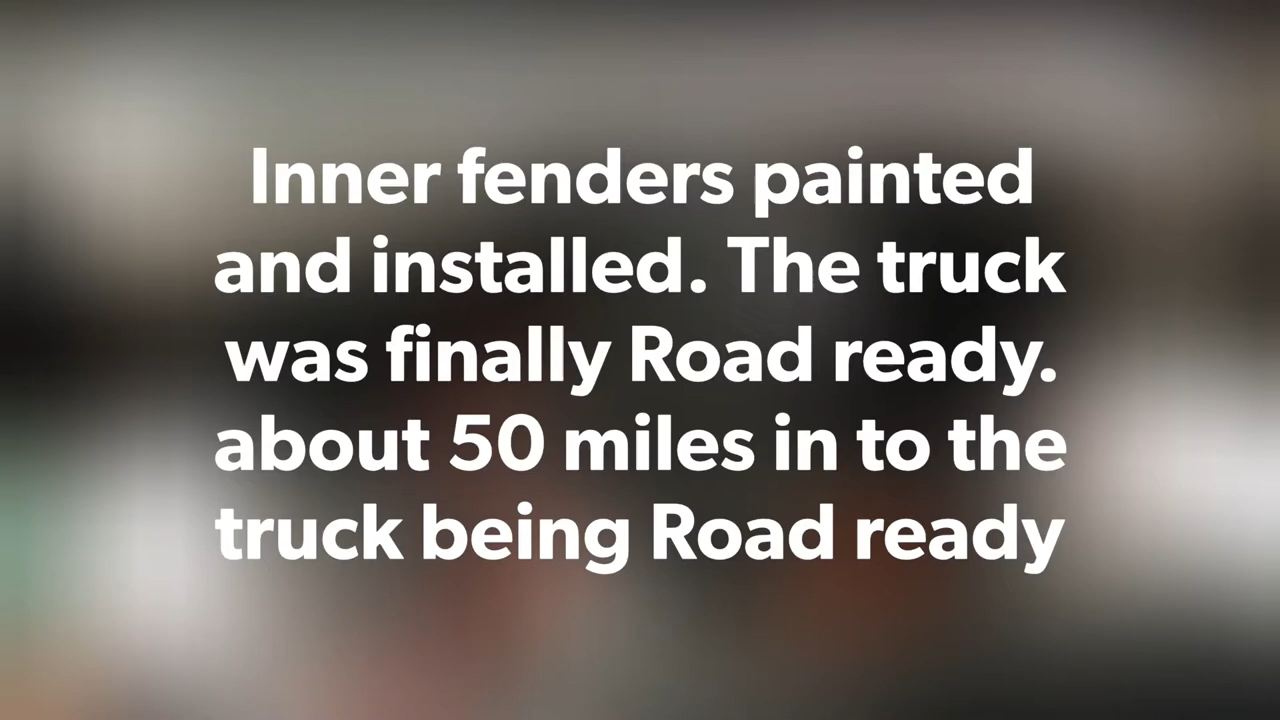 Inner fenders painted
and installed. The truck
was finally Road ready.
about 50 miles in to the
truck being Road ready